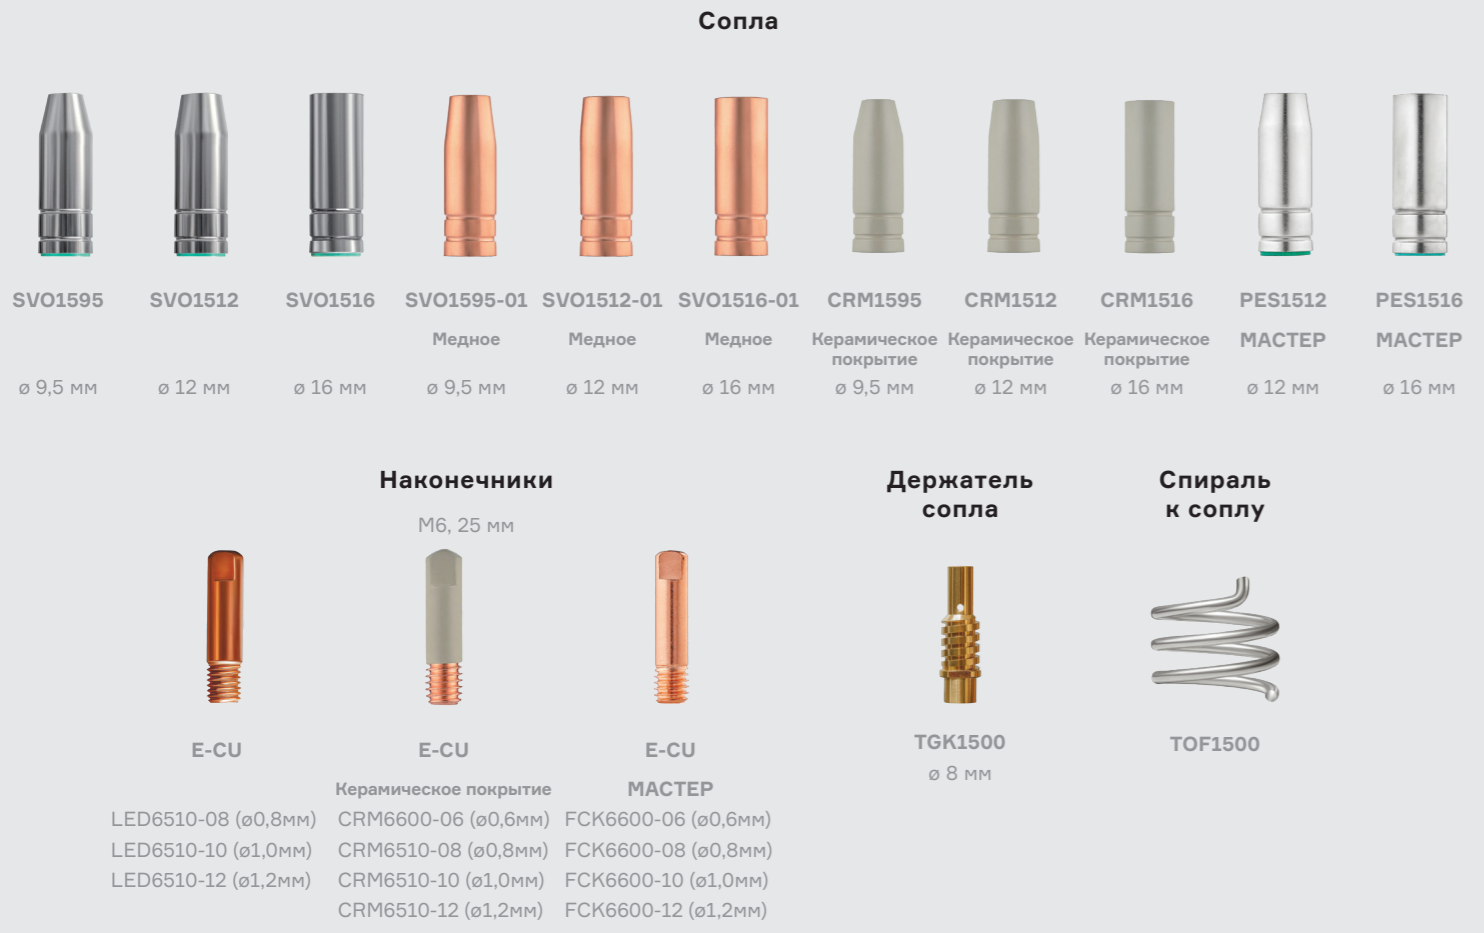 Сопла
SVO1595 SVO1512 SVO1516 SVO1595-01 SVO1512-01 SVO1516-01 CRM1595 CRM1512 CRM1516 PES1512 PES1516
Медное Медное Медное Керамическое Керамическое Керамическое МАСТЕР МАСТЕР
покрытие покрытие покрытие
ø 9,5 мм ø 12 мм ø 16 мм ø 9,5 мм ø 12 мм ø 16 мм ø 9,5 мм ø 12 мм ø 16 мм ø 12 мм ø 16 мм
Наконечники
М6, 25 мм
E-CU E-CU E-CU
Керамическое покрытие МАСТЕР
LED6510-08 (ø0,8мм) CRM6600-06 (ø0,6мм) FCK6600-06 (ø0,6мм)
LED6510-10 (ø1,0мм) CRM6510-08 (ø0,8мм) FCK6600-08 (ø0,8мм)
LED6510-12 (ø1,2мм) CRM6510-10 (ø1,0мм) FCK6600-10 (ø1,0мм)
CRM6510-12 (ø1,2мм) FCK6600-12 (ø1,2мм)
Держатель
сопла
TGK1500
ø 8 мм
Спираль
к соплу
TOF1500